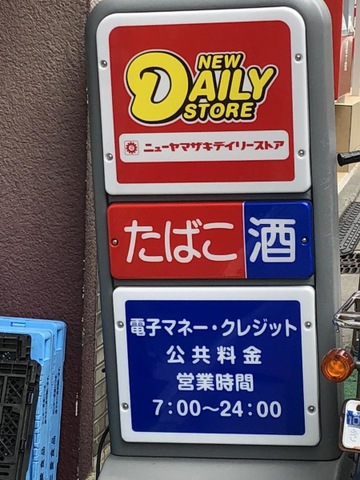 NEW
DAILY
STORE
ニューヤマザキデイリーストア
たばこ 酒
電子マネー・クレジット
公共料金
営業時間
7:00～24:00